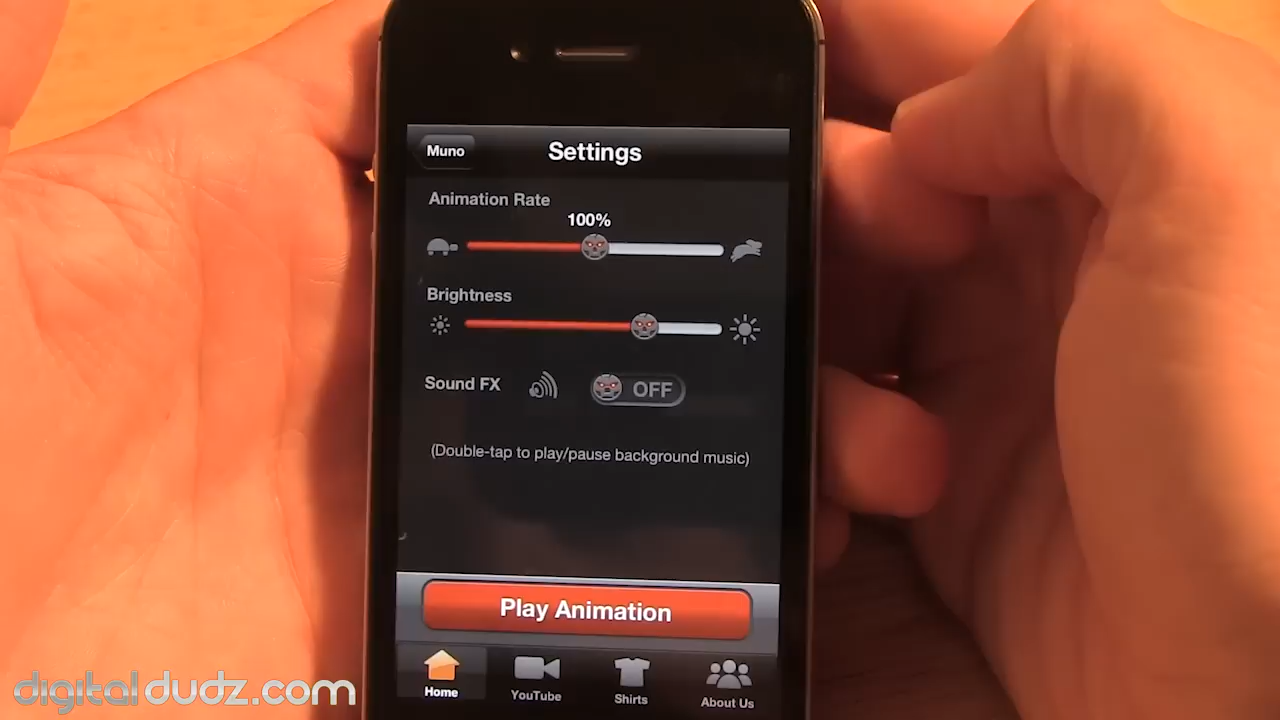 Muno
Settings
Animation Rate
100%
Brightness
Sound FX
OFF
(Double-tap to play/pause background music)
Play Animation
Home
YouTube
Shirts
About Us
digitaldudz.com